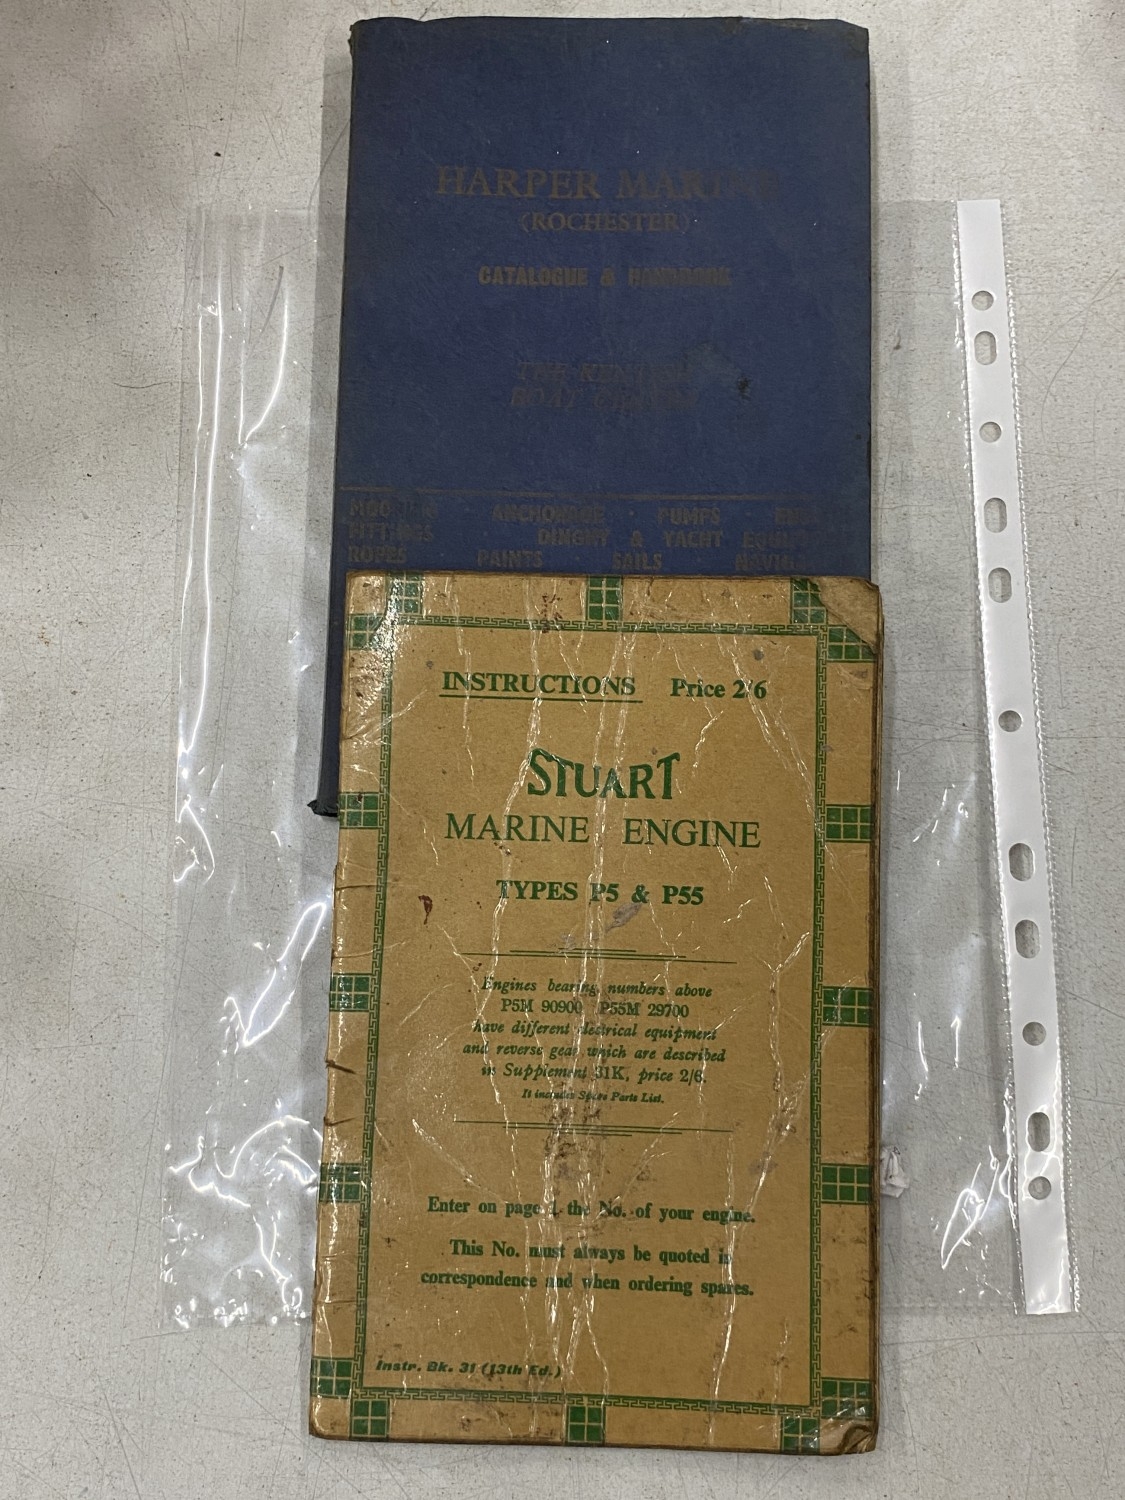 HARPER MARINE
(ROCHESTER)
CATALOGUE & HANDBOOK
THE KENTISH
BOAT
MOORING ANCHORAGE PUMPS
FITTINGS DINGHY & YACHT
ROPES PAINTS SAILS
INSTRUCTIONS Price 2/6
STUART
MARINE ENGINE
TYPES P5 & P55
Engines bearing numbers above
P5M 90900 P55M 29700
have different electrical equipment
and reverse gear which are described
in Supplement 31K, price 2/6.
It includes Spare Parts List.
Enter on page 1 the No. of your engine.
This No. must always be quoted in
correspondence and when ordering spares.
Instr. Bk. 31 (13th Ed.)